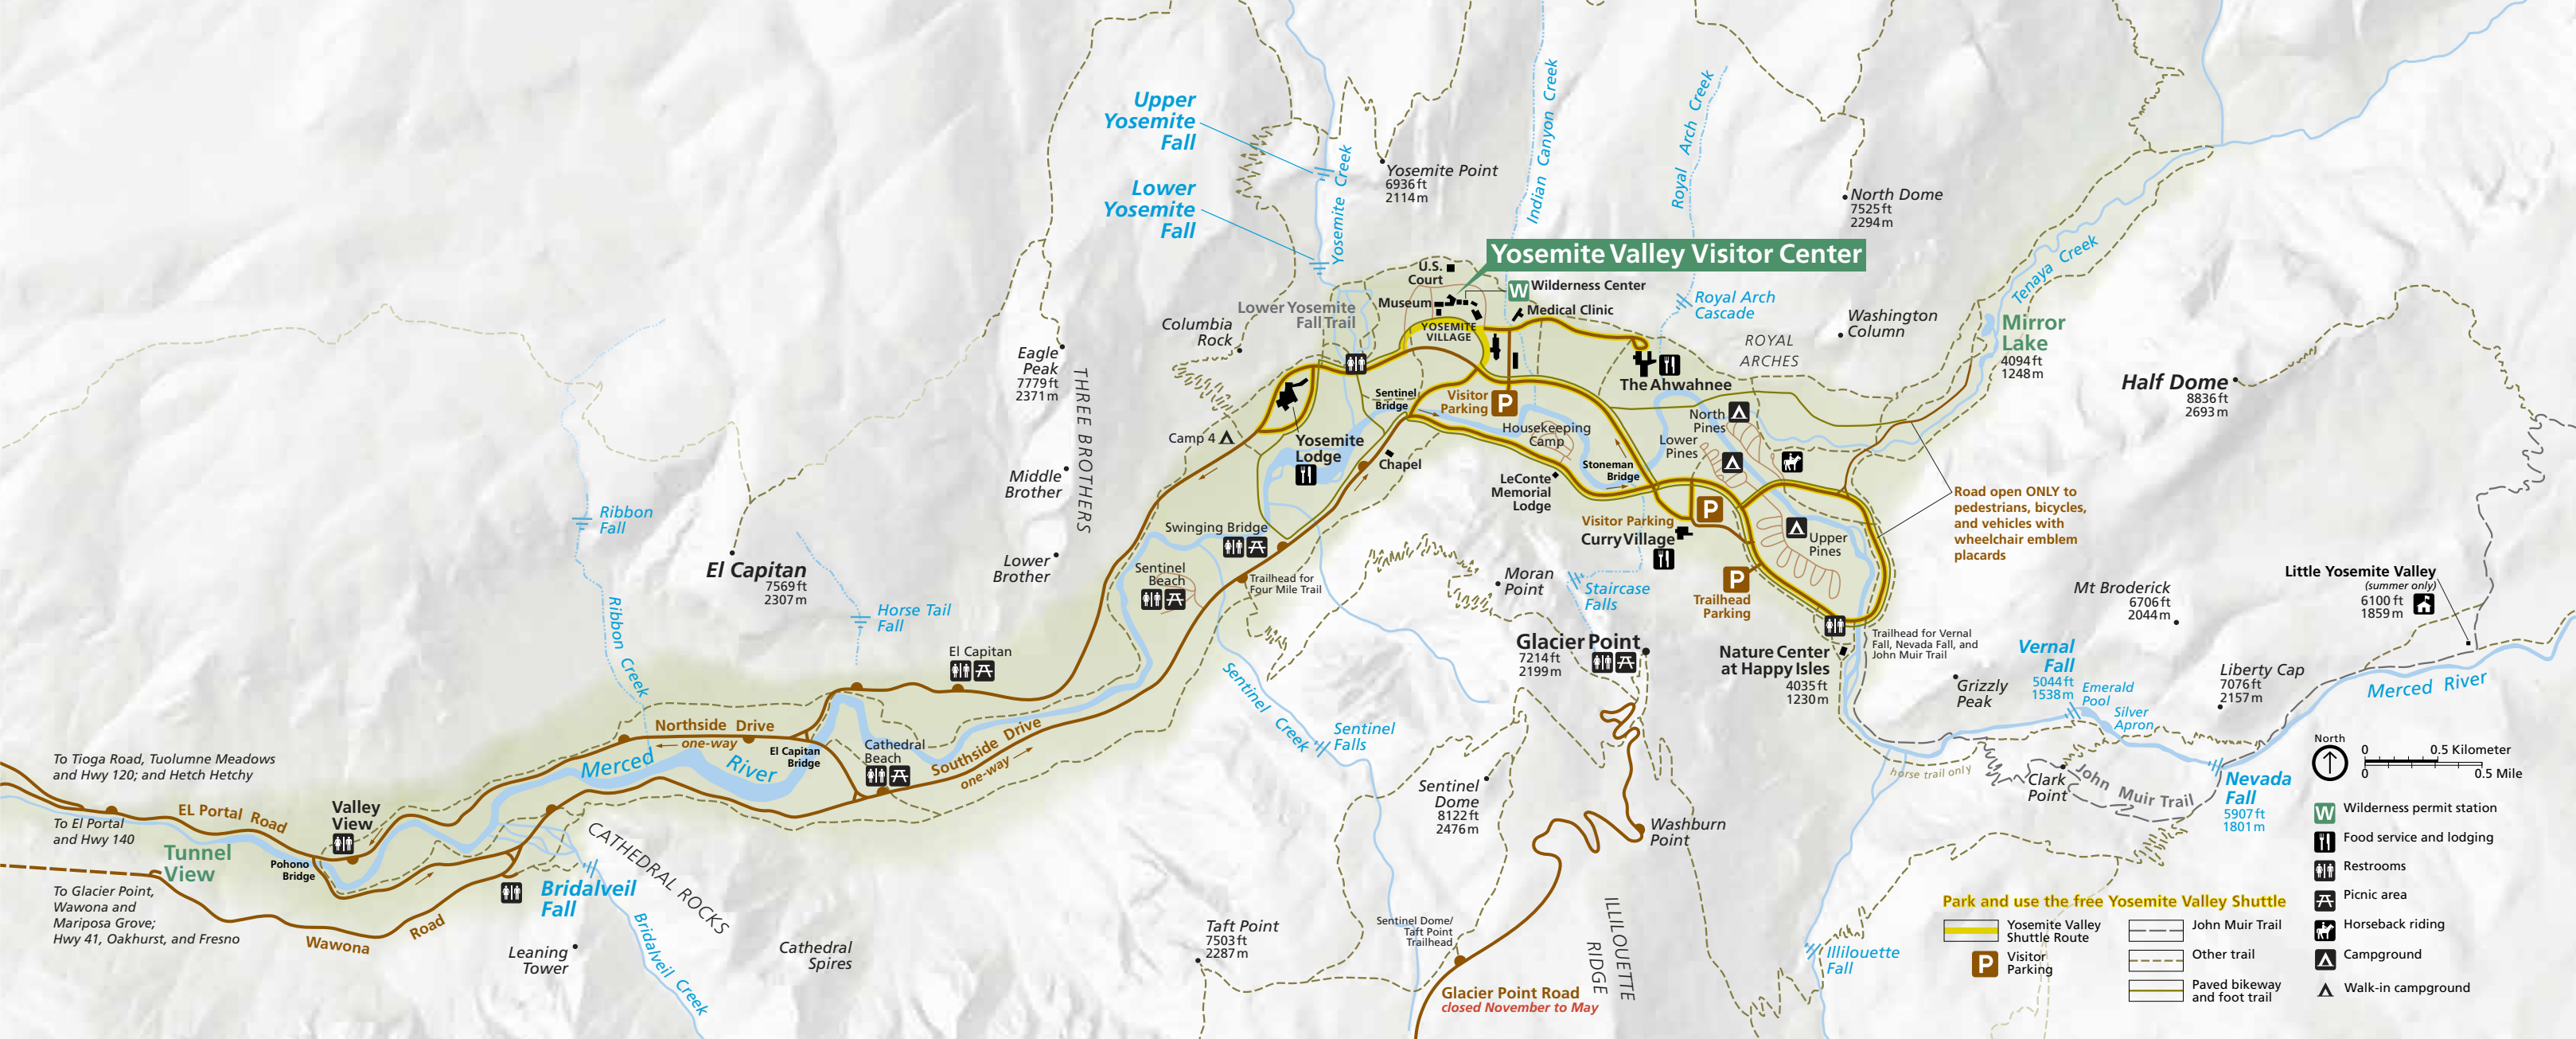 Upper
Yosemite
Fall
Lower
Yosemite
Fall
Yosemite Creek
Yosemite Point
6936 ft
2114 m
Indian Canyon Creek
Royal Arch Creek
North Dome
7525 ft
2294 m
Yosemite Valley Visitor Center
U.S.
Court
Museum
W
Wilderness Center
Medical Clinic
YOSEMITE
VILLAGE
Lower Yosemite
Fall Trail
Columbia
Rock
Royal Arch
Cascade
ROYAL
ARCHES
Washington
Column
Tenaya Creek
Mirror
Lake
4094 ft
1248 m
Half Dome
8836 ft
2693 m
The Ahwahnee
Eagle
Peak
7779 ft
2371 m
THREE BROTHERS
Middle
Brother
Lower
Brother
Camp 4
Yosemite
Lodge
Sentinel
Bridge
Visitor
Parking
P
Chapel
Housekeeping
Camp
North
Pines
Lower
Pines
Stoneman
Bridge
LeConte
Memorial
Lodge
Visitor Parking
P
Curry Village
Upper
Pines
Road open ONLY to
pedestrians, bicycles,
and vehicles with
wheelchair emblem
placards
Ribbon
Fall
Ribbon Creek
El Capitan
7569 ft
2307 m
Horse Tail
Fall
Swinging Bridge
Sentinel
Beach
Trailhead for
Four Mile Trail
Moran
Point
Staircase
Falls
P
Trailhead
Parking
Glacier Point
7214 ft
2199 m
Nature Center
at Happy Isles
4035 ft
1230 m
Trailhead for Vernal
Fall, Nevada Fall, and
John Muir Trail
Mt Broderick
6706 ft
2044 m
Little Yosemite Valley
(summer only)
6100 ft
1859 m
Vernal
Fall
5044 ft
1538 m
Emerald
Pool
Silver
Apron
Grizzly
Peak
Liberty Cap
7076 ft
2157 m
Merced River
El Capitan
Sentinel Creek
Sentinel
Falls
Northside Drive
one-way
El Capitan
Bridge
Cathedral
Beach
Southside Drive
one-way
Merced River
To Tioga Road, Tuolumne Meadows
and Hwy 120; and Hetch Hetchy
EL Portal Road
To El Portal
and Hwy 140
Valley
View
Tunnel
View
Pohono
Bridge
To Glacier Point,
Wawona and
Mariposa Grove;
Hwy 41, Oakhurst, and Fresno
Wawona Road
Bridalveil
Fall
Bridalveil Creek
CATHEDRAL ROCKS
Leaning
Tower
Cathedral
Spires
Taft Point
7503 ft
2287 m
Sentinel
Dome
8122 ft
2476 m
Washburn
Point
Sentinel Dome/
Taft Point
Trailhead
Glacier Point Road
closed November to May
ILLILOUETTE
RIDGE
Illilouette
Fall
horse trail only
Clark
Point
John Muir Trail
Nevada
Fall
5907 ft
1801 m
North
0 0.5 Kilometer
0 0.5 Mile
Park and use the free Yosemite Valley Shuttle
Yosemite Valley
Shuttle Route
P
Visitor
Parking
John Muir Trail
Other trail
Paved bikeway
and foot trail
W
Wilderness permit station
Food service and lodging
Restrooms
Picnic area
Horseback riding
Campground
Walk-in campground